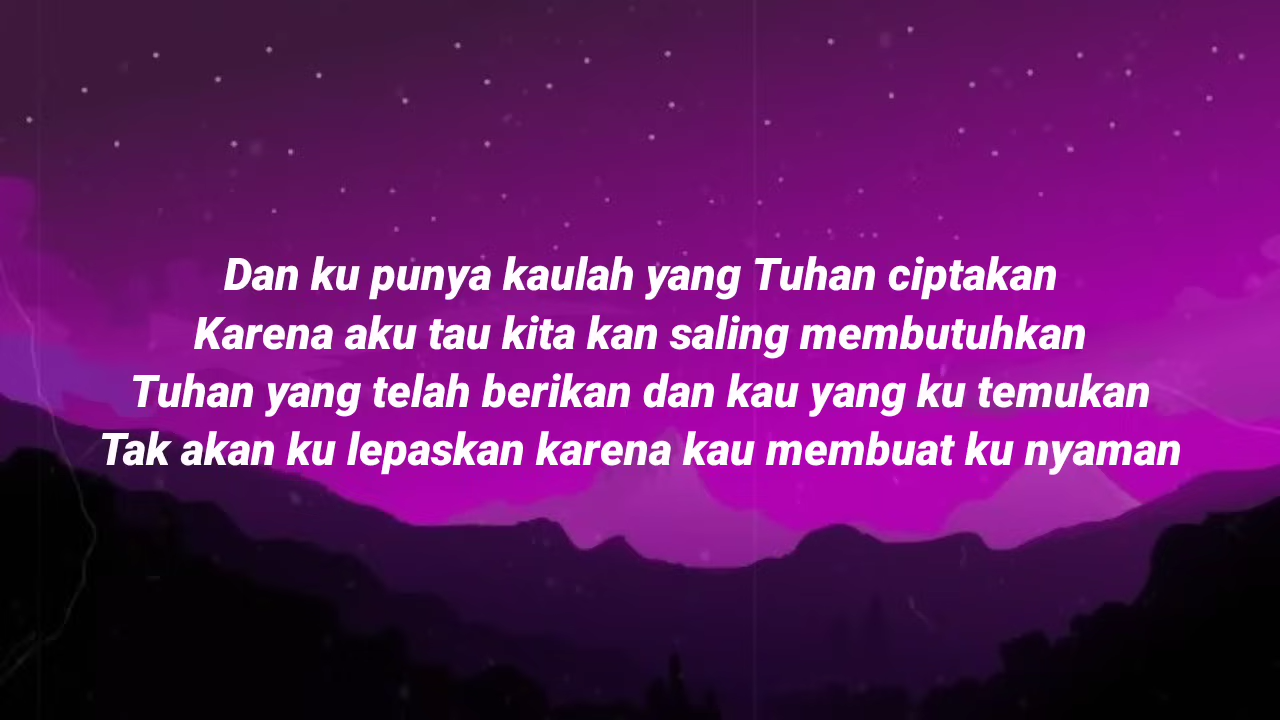 Dan ku punya kaulah yang Tuhan ciptakan
Karena aku tau kita kan saling membutuhkan
Tuhan yang telah berikan dan kau yang ku temukan
Tak akan ku lepaskan karena kau membuat ku nyaman